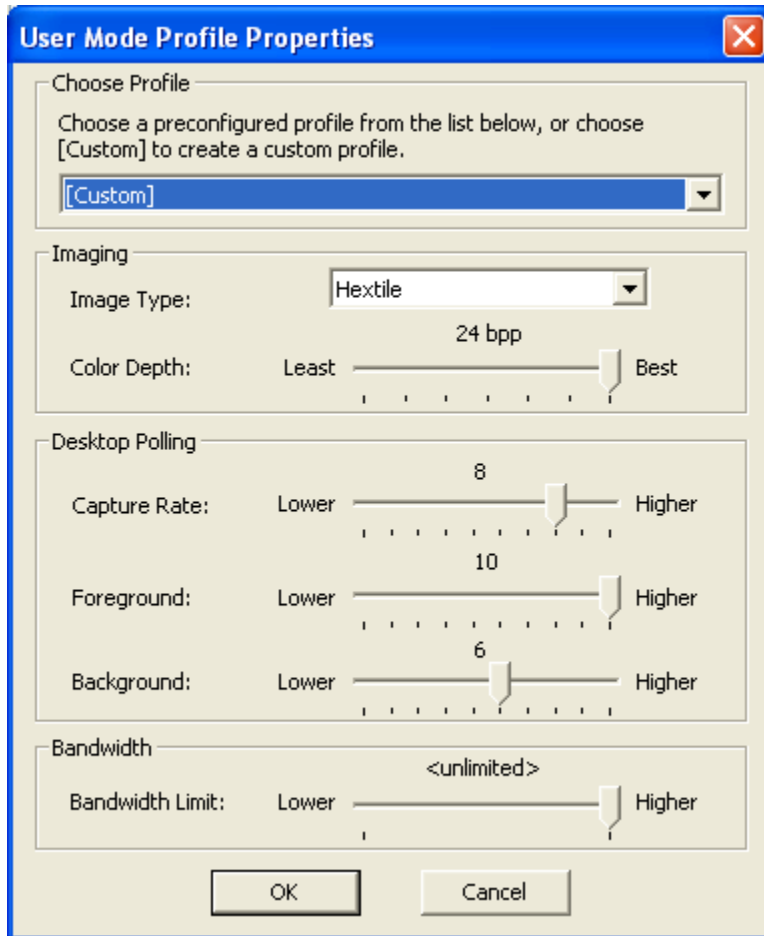 User Mode Profile Properties
Choose Profile
Choose a preconfigured profile from the list below, or choose
[Custom] to create a custom profile.
[Custom]
Imaging
Image Type:
Hextile
24 bpp
Color Depth:
Least
Best
Desktop Polling
8
Capture Rate:
Lower
Higher
10
Foreground:
Lower
Higher
6
Background:
Lower
Higher
Bandwidth
<unlimited>
Bandwidth Limit:
Lower
Higher
OK
Cancel